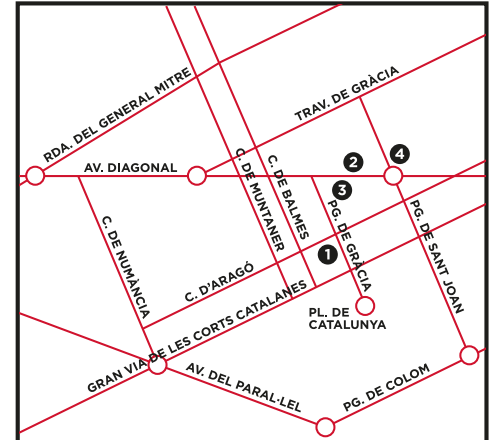 RDA. DEL GENERAL MITRE
TRAV. DE GRÀCIA
AV. DIAGONAL
2
4
3
C. DE MUNTANER
C. DE BALMES
PG. DE GRÀCIA
PG. DE SANT JOAN
C. DE NUMÀNCIA
1
C. D'ARAGÓ
GRAN VIA DE LES CORTS CATALANES
PL. DE
CATALUNYA
AV. DEL PARAL·LEL
PG. DE COLOM